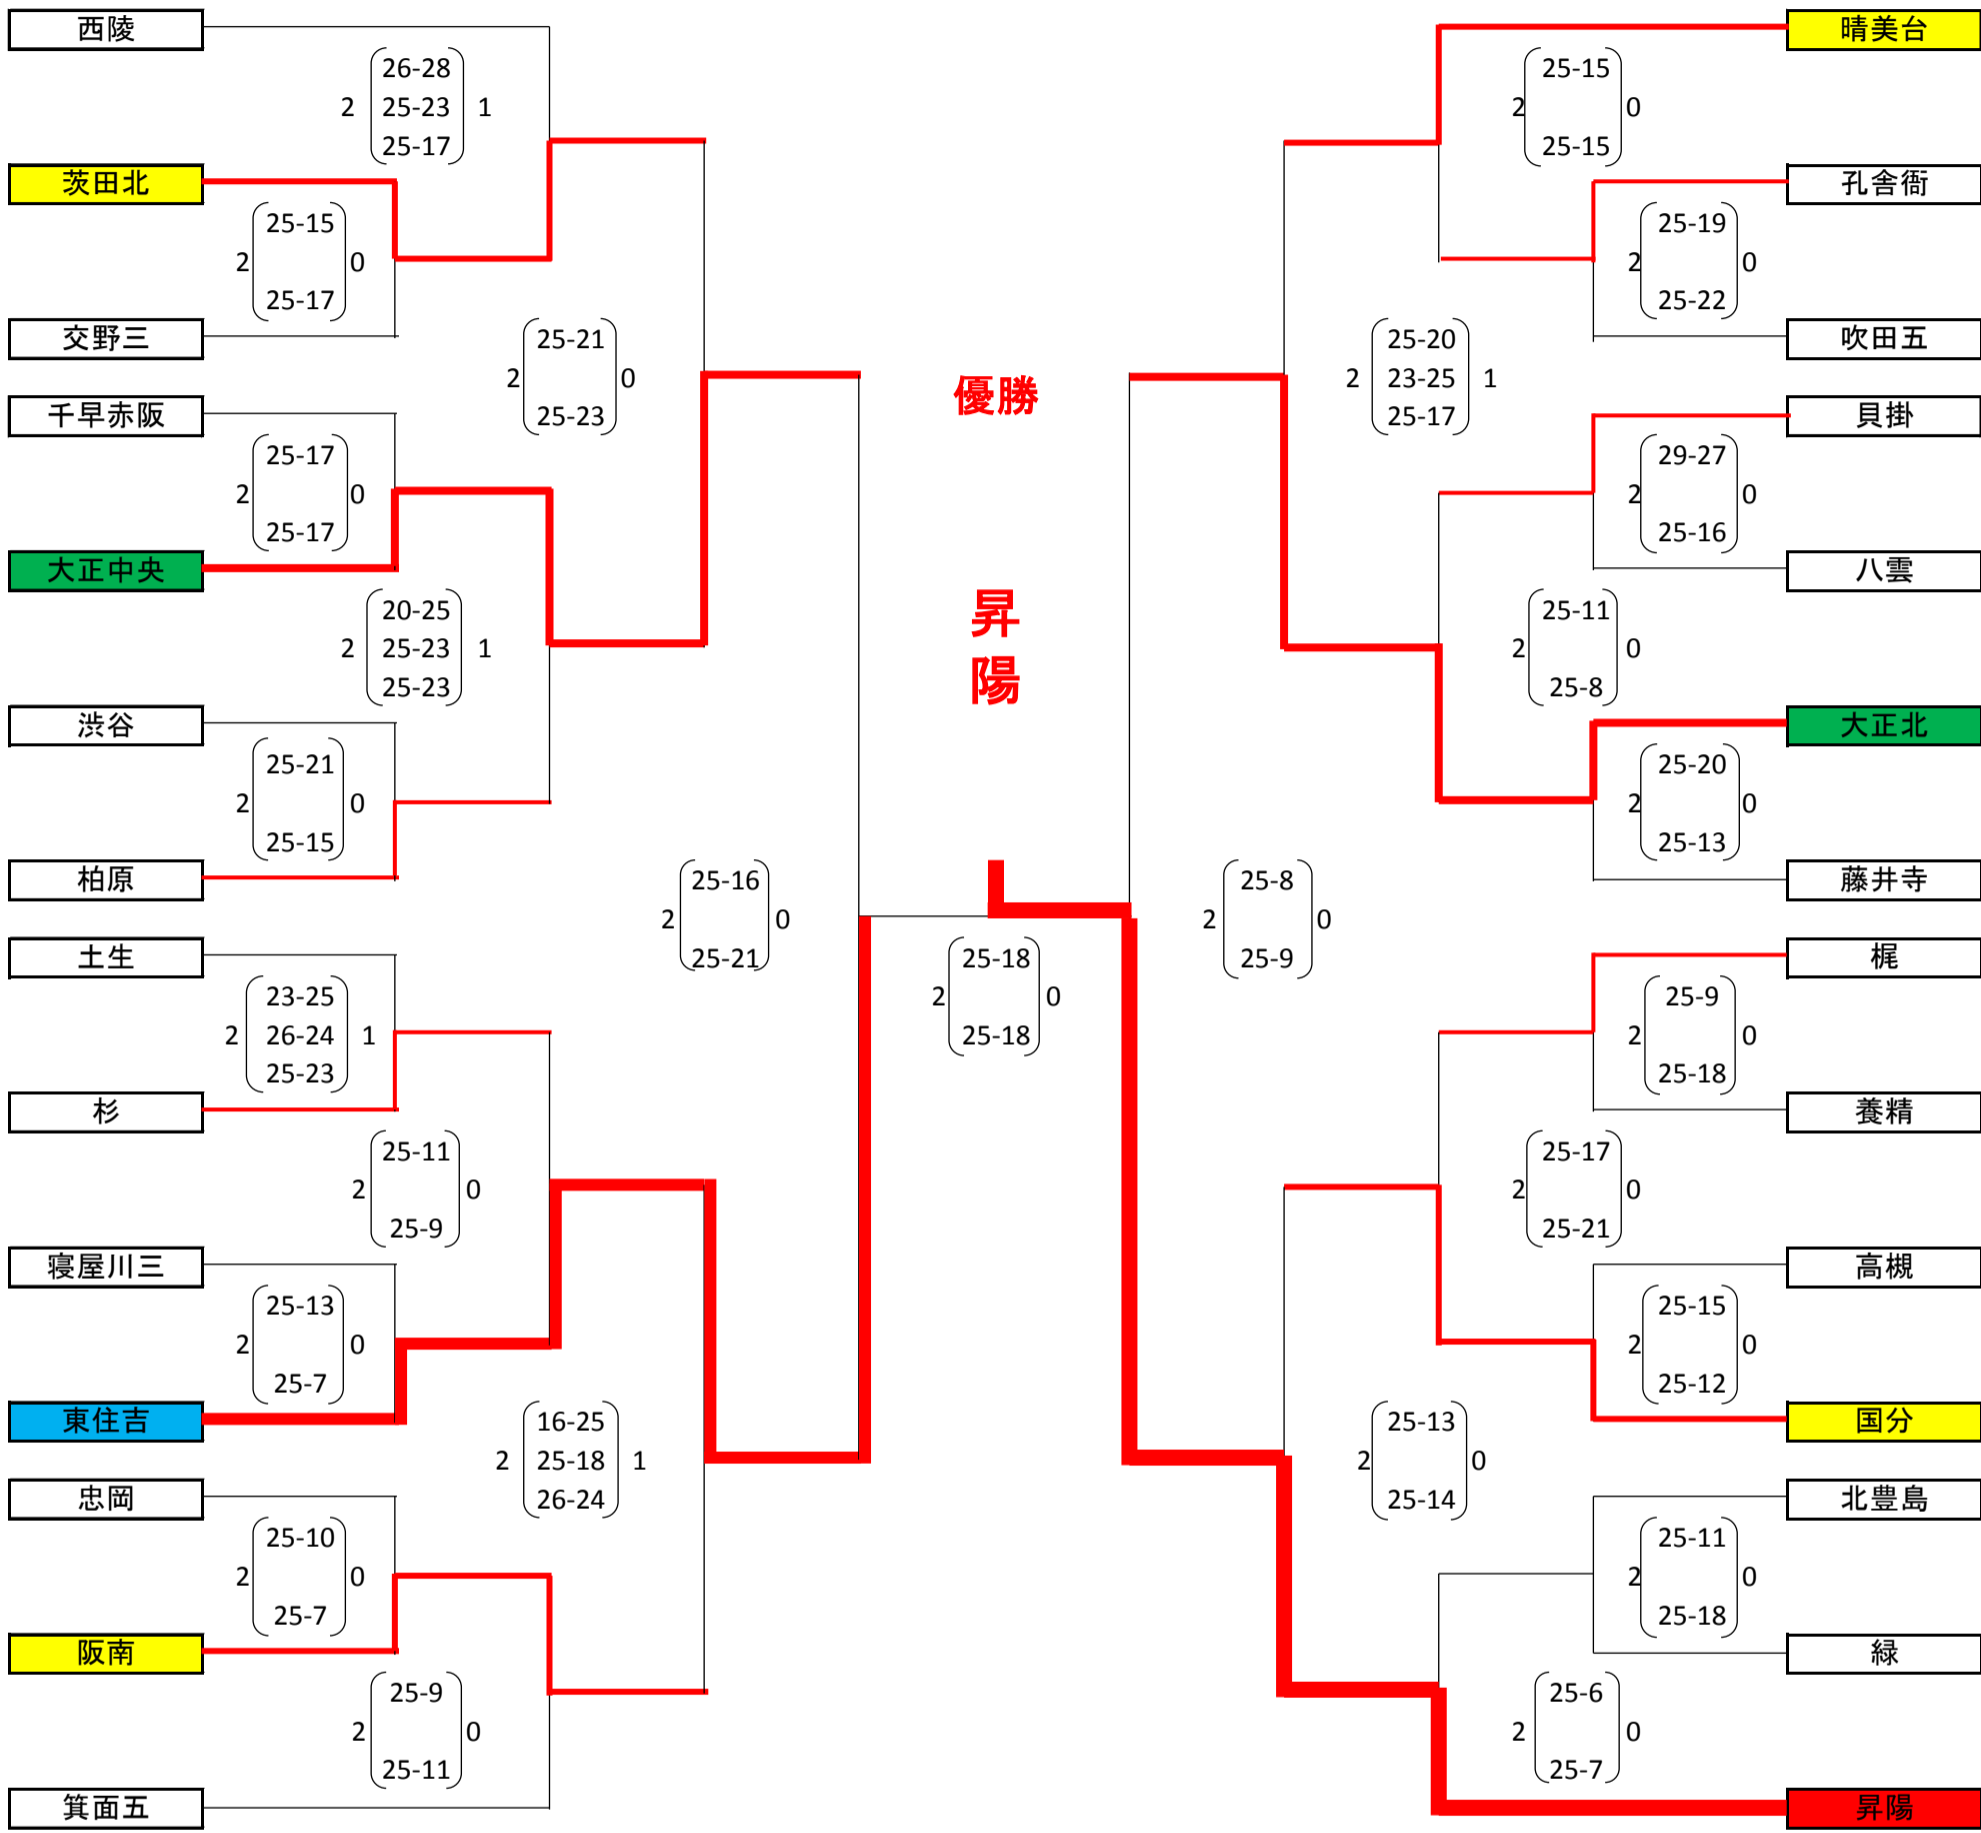 西陵
26-28
2 25-23 1
25-17
茨田北
25-15
2 0
25-17
交野三
25-21
2 0
25-23
千早赤阪
25-17
2 0
25-17
大正中央
20-25
2 25-23 1
25-23
渋谷
25-21
2 0
25-15
柏原
25-16
2 0
25-21
土生
23-25
2 26-24 1
25-23
杉
25-11
2 0
25-9
寝屋川三
25-13
2 0
25-7
東住吉
16-25
2 25-18 1
26-24
忠岡
25-10
2 0
25-7
阪南
25-9
2 0
25-11
箕面五
優勝
昇
陽
25-18
2 0
25-18
晴美台
25-15
2 0
25-15
孔舎衙
25-19
2 0
25-22
吹田五
25-20
2 23-25 1
25-17
貝掛
29-27
2 0
25-16
八雲
25-11
2 0
25-8
大正北
25-20
2 0
25-13
藤井寺
25-8
2 0
25-9
梶
25-9
2 0
25-18
養精
25-17
2 0
25-21
高槻
25-15
2 0
25-12
国分
25-13
2 0
25-14
北豊島
25-11
2 0
25-18
緑
25-6
2 0
25-7
昇陽